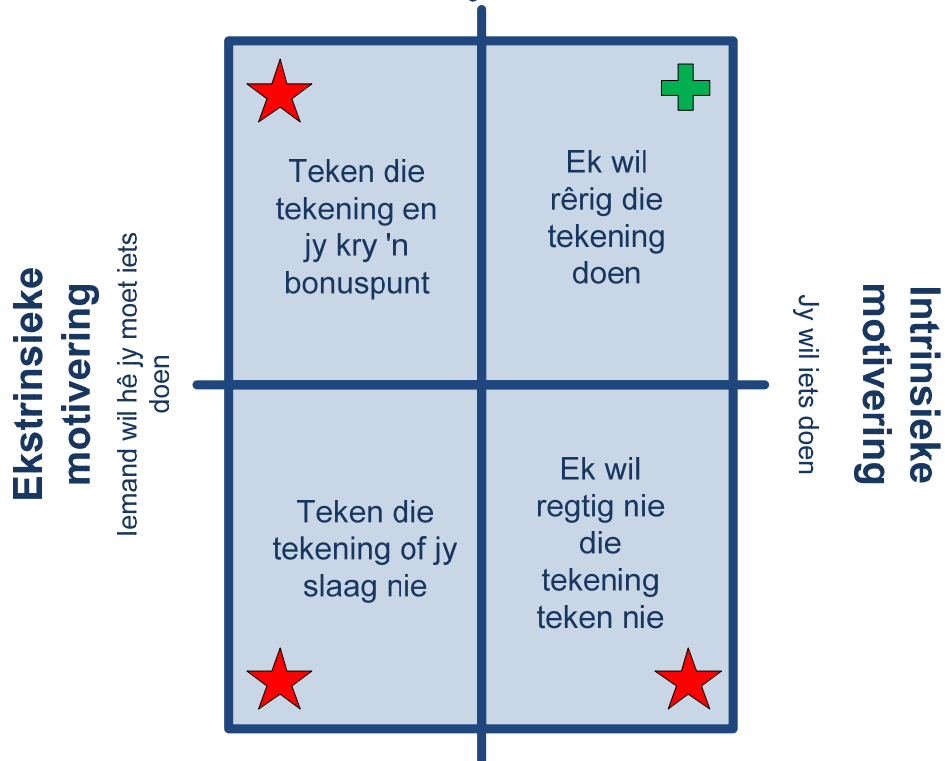 Ekstrinsieke
motivering
Iemand wil hê jy moet iets
doen
Teken die
tekening en
jy kry 'n
bonuspunt
Ek wil
rêrig die
tekening
doen
Teken die
tekening of jy
slaag nie
Ek wil
regtig nie
die
tekening
teken nie
Jy wil iets doen
Intrinsieke
motivering